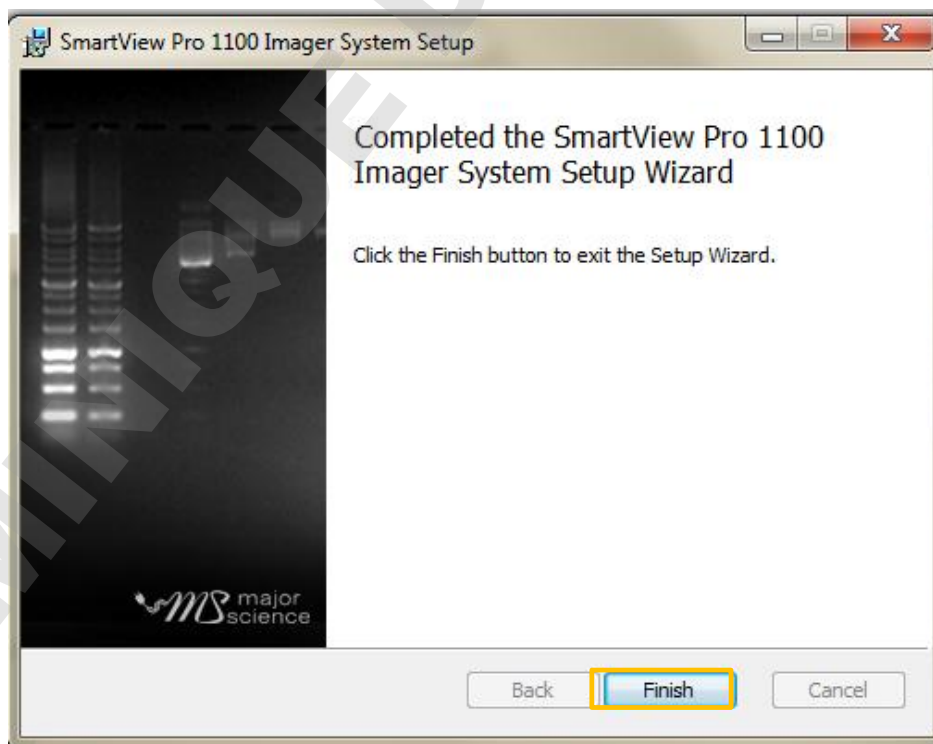 SmartView Pro 1100 Imager System Setup
Completed the SmartView Pro 1100
Imager System Setup Wizard
Click the Finish button to exit the Setup Wizard.
MS major
science
Back
Finish
Cancel